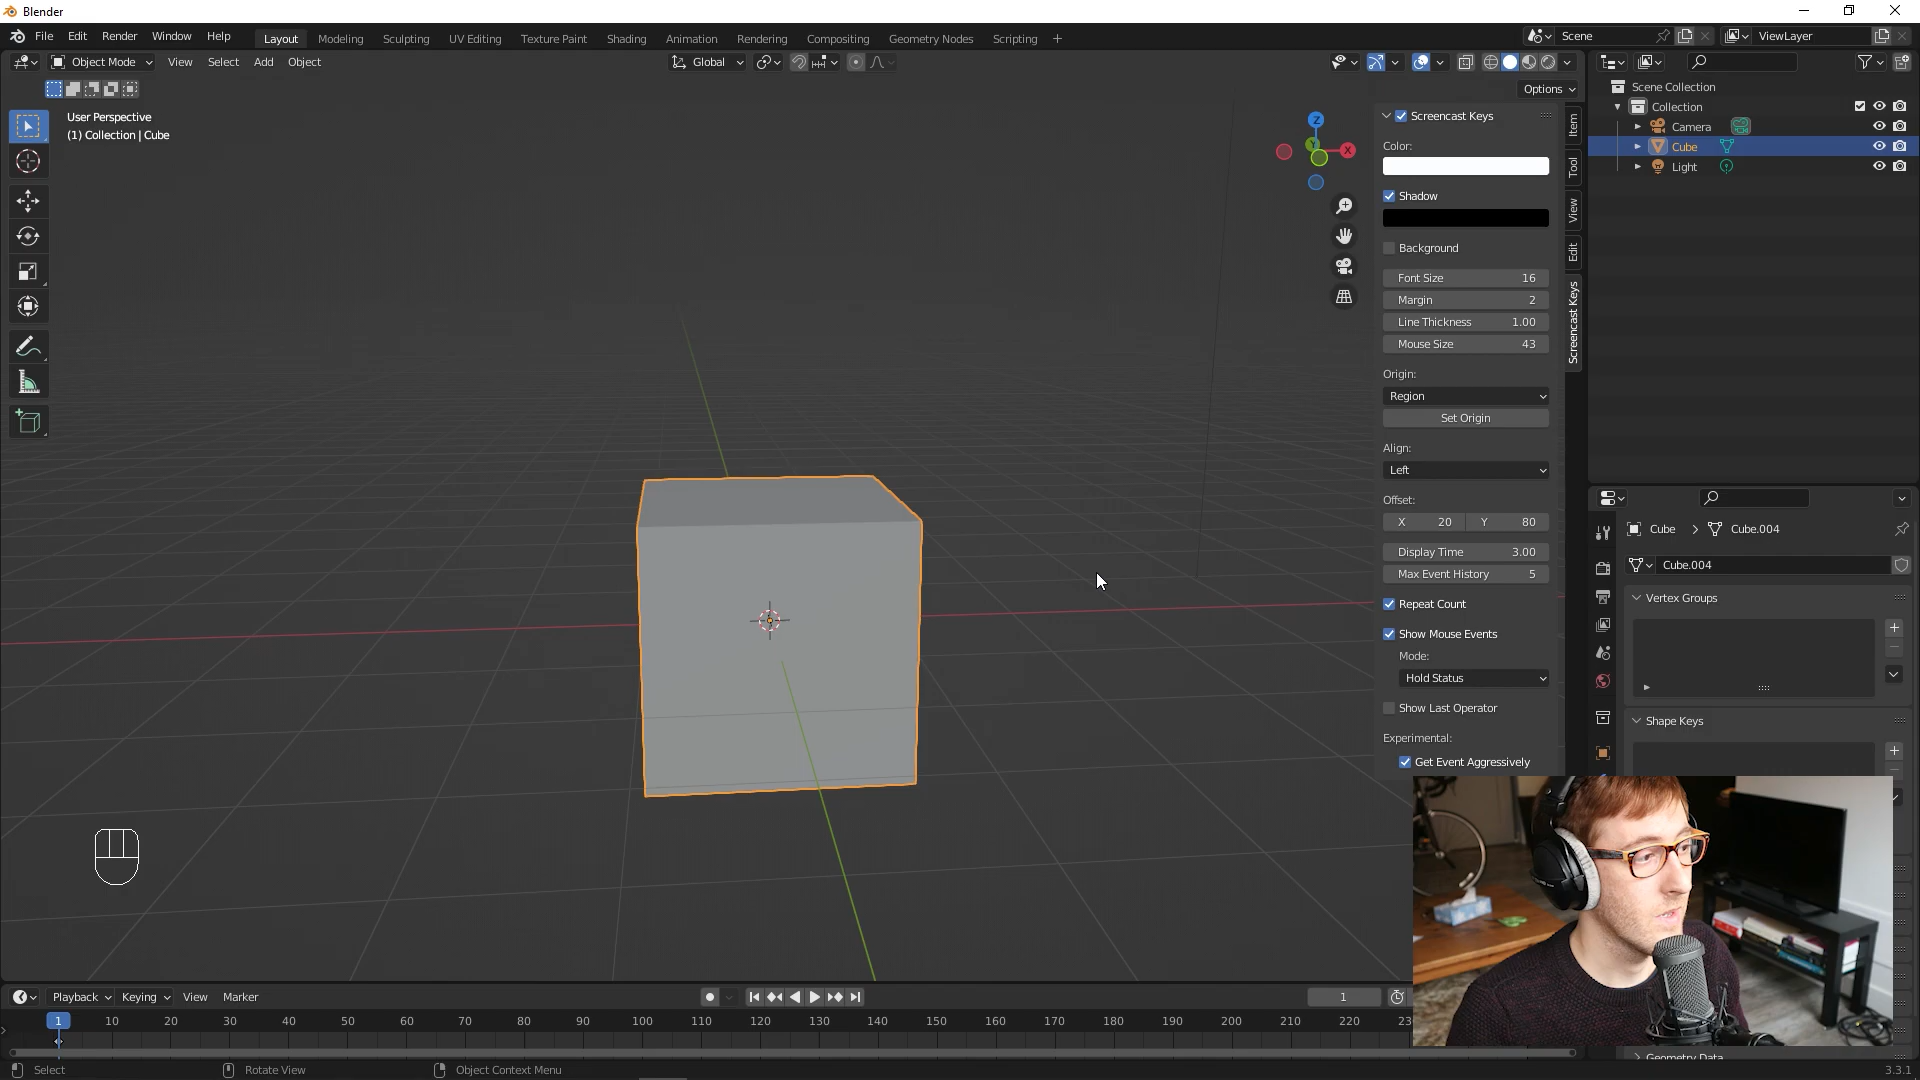 Blender
File Edit Render Window Help
Layout Modeling Sculpting UV Editing Texture Paint Shading Animation Rendering Compositing Geometry Nodes Scripting +
Scene
ViewLayer
Object Mode View Select Add Object
Global
Options
User Perspective
(1) Collection | Cube
Z
Y
X
Screencast Keys
Color:
Shadow
Background
Font Size 16
Margin 2
Line Thickness 1.00
Mouse Size 43
Origin:
Region
Set Origin
Align:
Left
Offset:
X 20 Y 80
Display Time 3.00
Max Event History 5
Repeat Count
Show Mouse Events
Mode:
Hold Status
Show Last Operator
Experimental:
Get Event Aggressively
Item
Tool
View
Edit
Screencast Keys
Scene Collection
Collection
Camera
Cube
Light
Cube > Cube.004
Cube.004
Vertex Groups
Shape Keys
Geometry Data
Playback Keying View Marker
1
1 10 20 30 40 50 60 70 80 90 100 110 120 130 140 150 160 170 180 190 200 210 220 23
Select Rotate View Object Context Menu
3.3.1